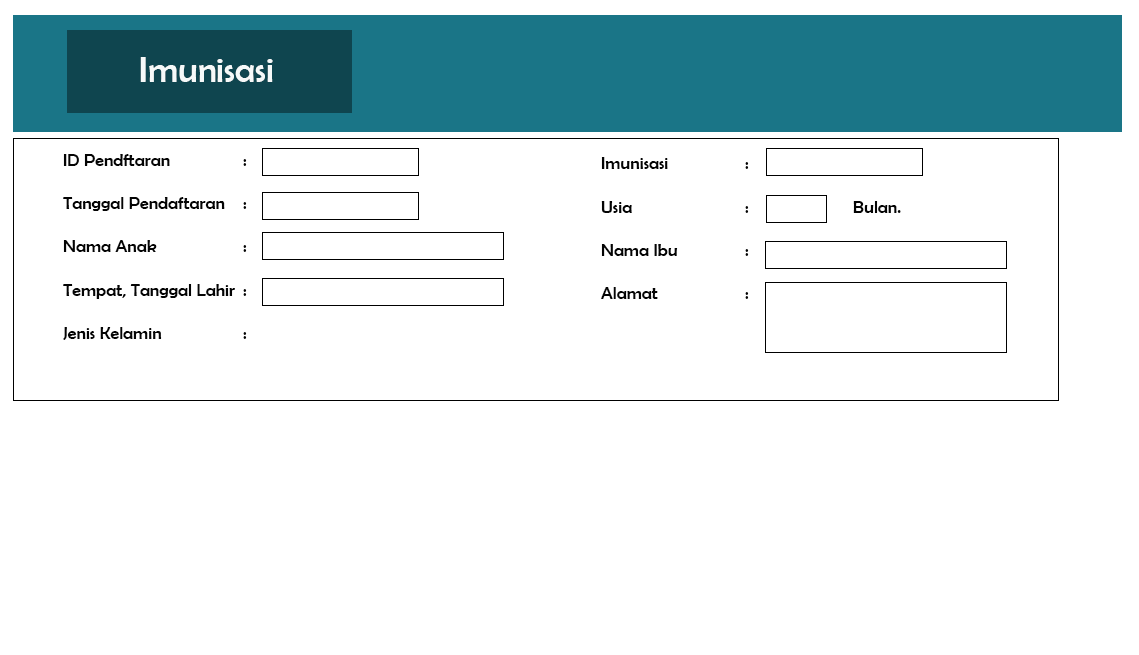 Imunisasi
ID Pendftaran :
Tanggal Pendaftaran :
Nama Anak :
Tempat, Tanggal Lahir :
Jenis Kelamin :
Imunisasi :
Usia : Bulan.
Nama Ibu :
Alamat :